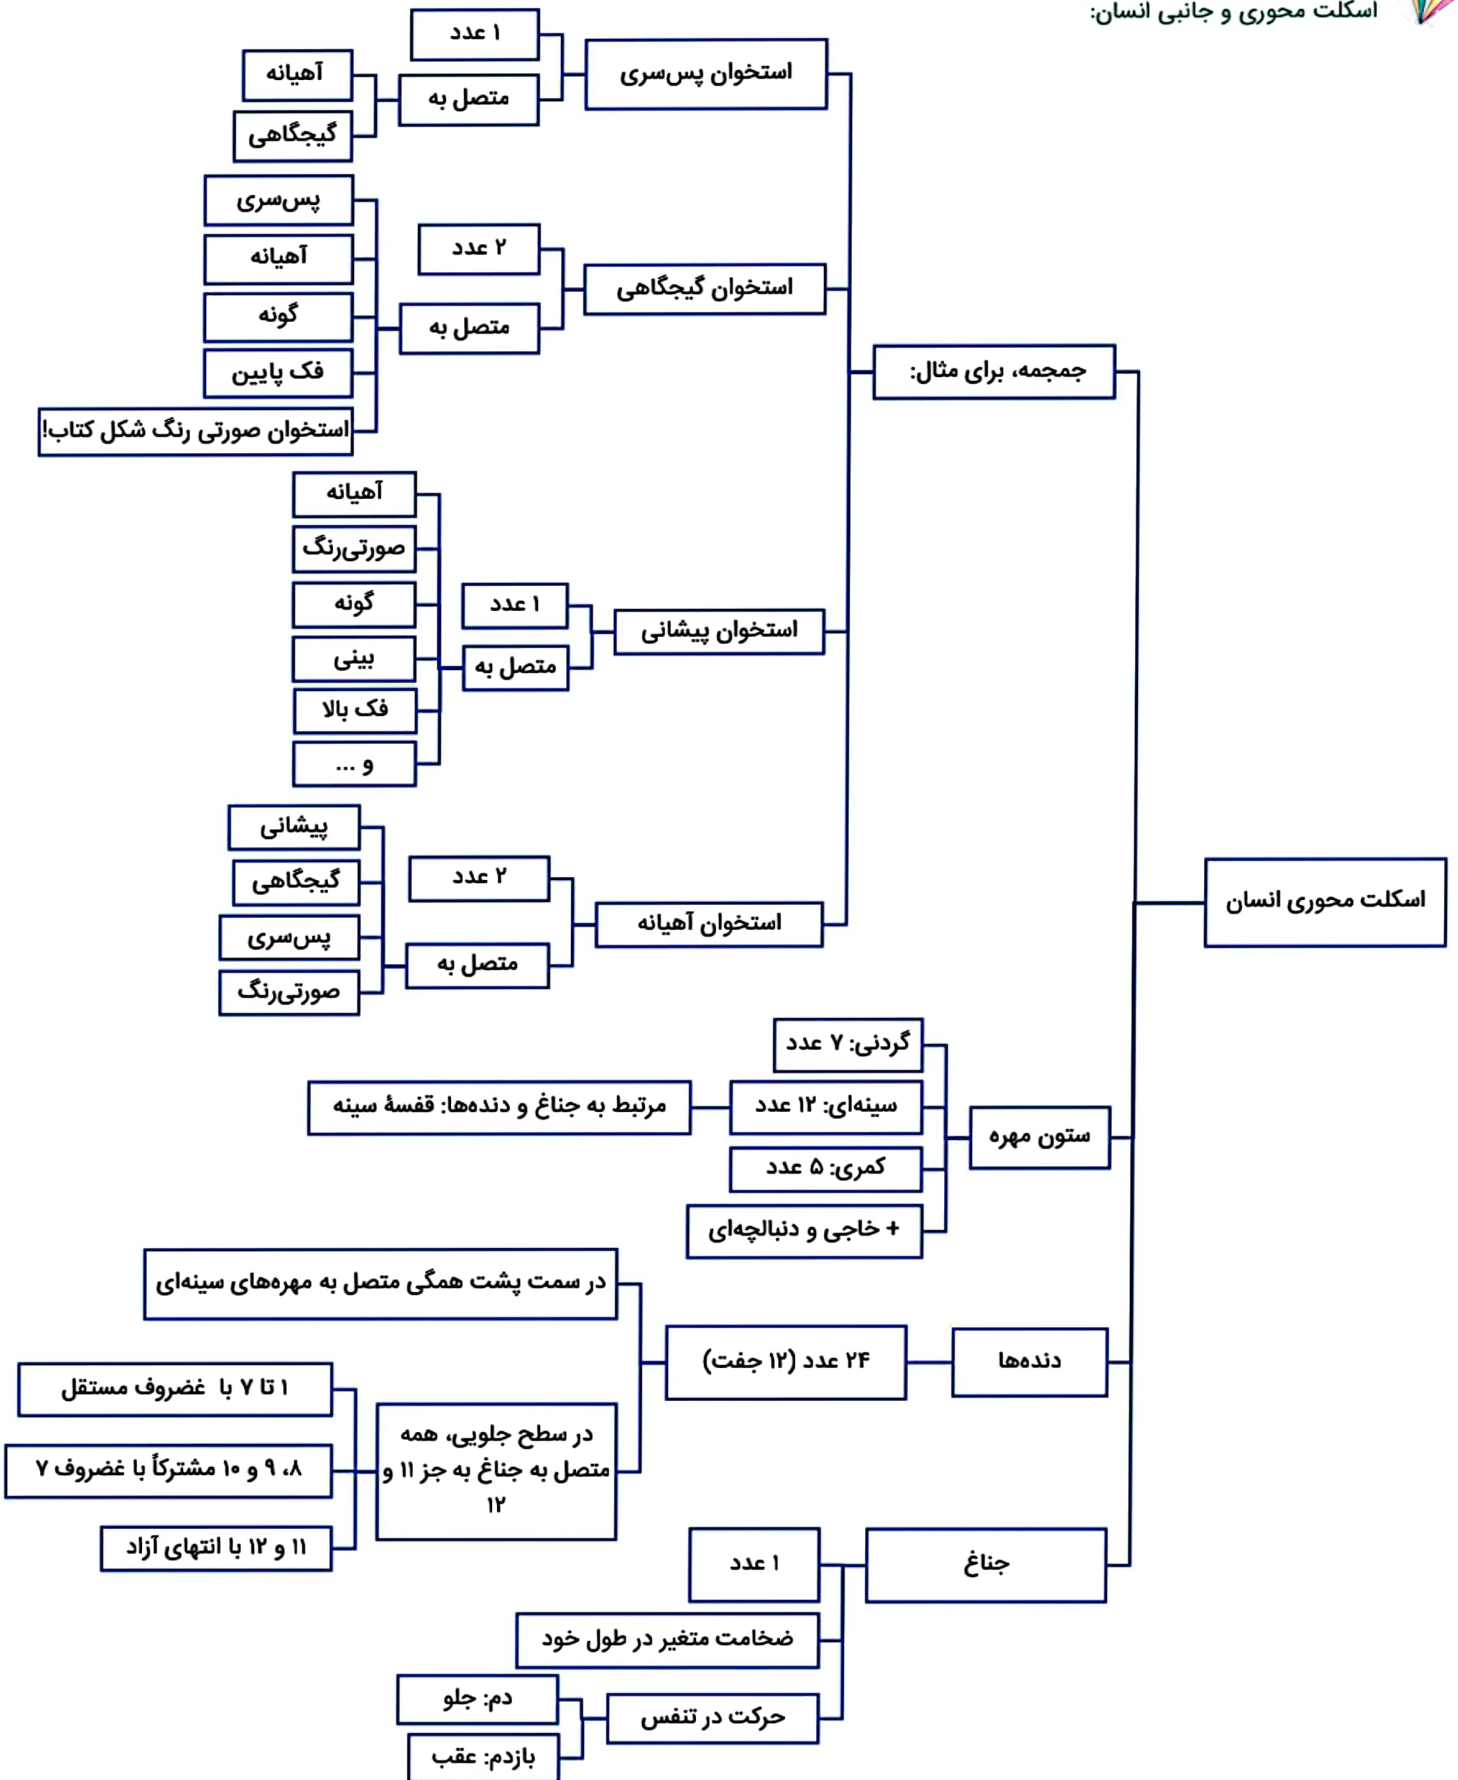 اسکلت محوری و جانبی انسان:
اسکلت محوری انسان
جمجمه، برای مثال:
استخوان پس‌سری
۱ عدد
متصل به
آهیانه
گیجگاهی
استخوان گیجگاهی
۲ عدد
متصل به
پس‌سری
آهیانه
گونه
فک پایین
استخوان صورتی رنگ شکل کتاب!
استخوان پیشانی
۱ عدد
متصل به
آهیانه
صورتی‌رنگ
گونه
بینی
فک بالا
و ...
استخوان آهیانه
۲ عدد
متصل به
پیشانی
گیجگاهی
پس‌سری
صورتی‌رنگ
ستون مهره
گردنی: ۷ عدد
سینه‌ای: ۱۲ عدد
مرتبط به جناغ و دنده‌ها: قفسهٔ سینه
کمری: ۵ عدد
+ خاجی و دنبالچه‌ای
دنده‌ها
۲۴ عدد (۱۲ جفت)
در سمت پشت همگی متصل به مهره‌های سینه‌ای
در سطح جلویی، همه
متصل به جناغ به جز ۱۱ و
۱۲
۱ تا ۷ با غضروف مستقل
۸، ۹ و ۱۰ مشترکاً با غضروف ۷
۱۱ و ۱۲ با انتهای آزاد
جناغ
۱ عدد
ضخامت متغیر در طول خود
حرکت در تنفس
دم: جلو
بازدم: عقب